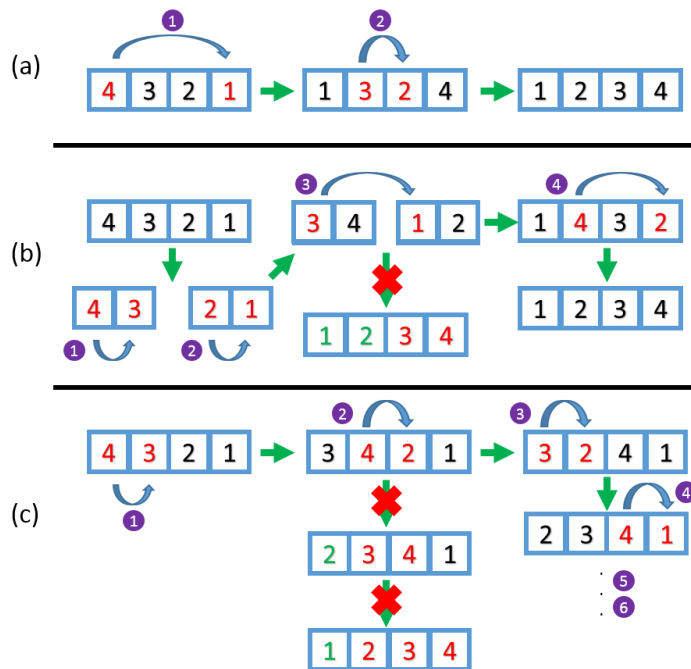 1 2
(a)
4 3 2 1 1 3 2 4 1 2 3 4
3 4
4 3 2 1 3 4 1 2 1 4 3 2
(b)
4 3 2 1 1 2 3 4
1 2
1 2 3 4
2 3
4 3 2 1 3 4 2 1 3 2 4 1
4
(c)
1
2 3 4 1 2 3 4 1
5
6
1 2 3 4